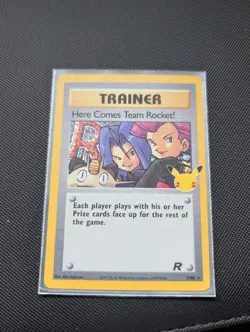 TRAINER
Here Comes Team Rocket!
Each player plays with his or her
Prize cards face up for the rest of
the game.
R